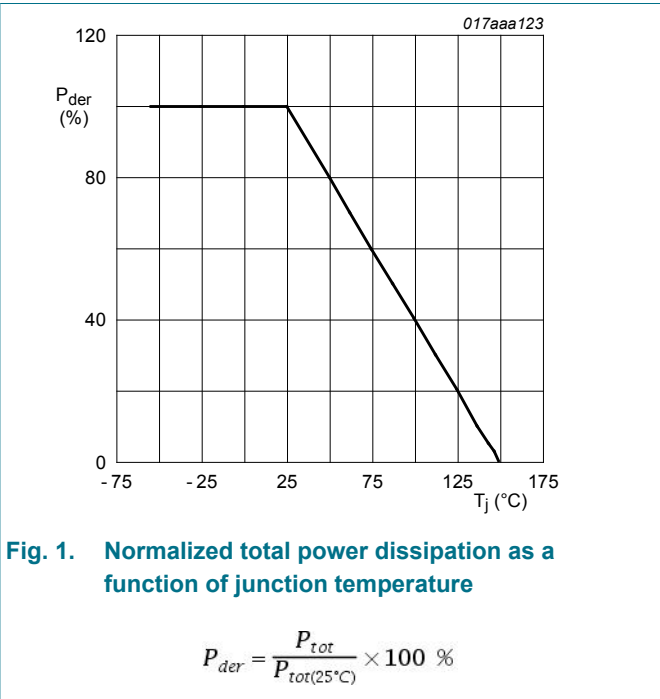 017aaa123
120
Pder
(%)
80
40
0
- 75
- 25
25
75
125
175
Tj (°C)
Fig. 1. Normalized total power dissipation as a
function of junction temperature
Pder = Ptot / Ptot(25°C) × 100 %